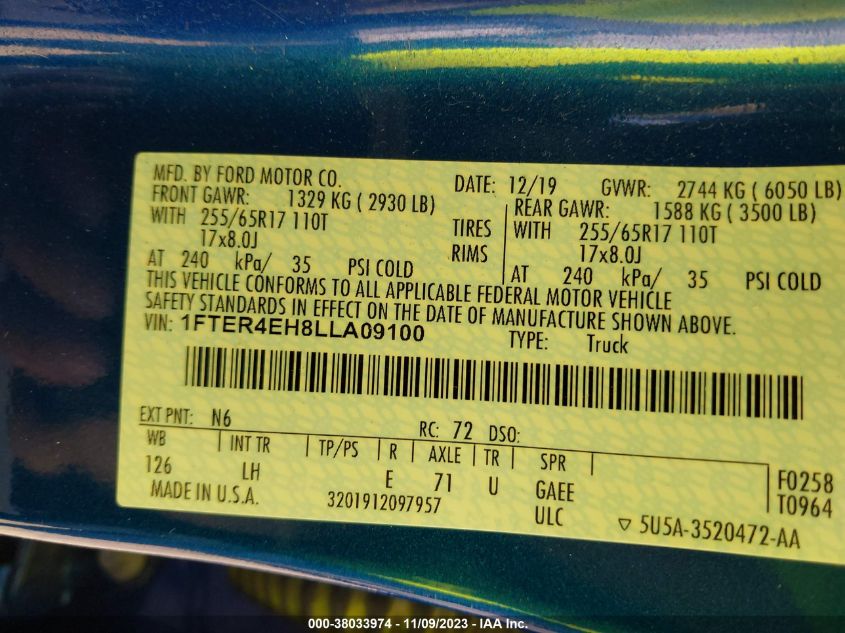 MFD. BY FORD MOTOR CO.
DATE: 12/19 GVWR: 2744 KG ( 6050 LB)
FRONT GAWR: 1329 KG ( 2930 LB)
REAR GAWR: 1588 KG ( 3500 LB)
WITH 255/65R17 110T TIRES WITH 255/65R17 110T
17x8.0J RIMS 17x8.0J
AT 240 kPa/ 35 PSI COLD AT 240 kPa/ 35 PSI COLD
THIS VEHICLE CONFORMS TO ALL APPLICABLE FEDERAL MOTOR VEHICLE
SAFETY STANDARDS IN EFFECT ON THE DATE OF MANUFACTURE SHOWN ABOVE.
VIN: 1FTER4EH8LLA09100 TYPE: Truck
EXT PNT: N6 RC: 72 DSO:
WB INT TR TP/PS R AXLE TR SPR
126 LH E 71 U GAEE F0258
MADE IN U.S.A. 3201912097957 ULC T0964
▽ 5U5A-3520472-AA
000-38033974 - 11/09/2023 - ©IAA Inc.